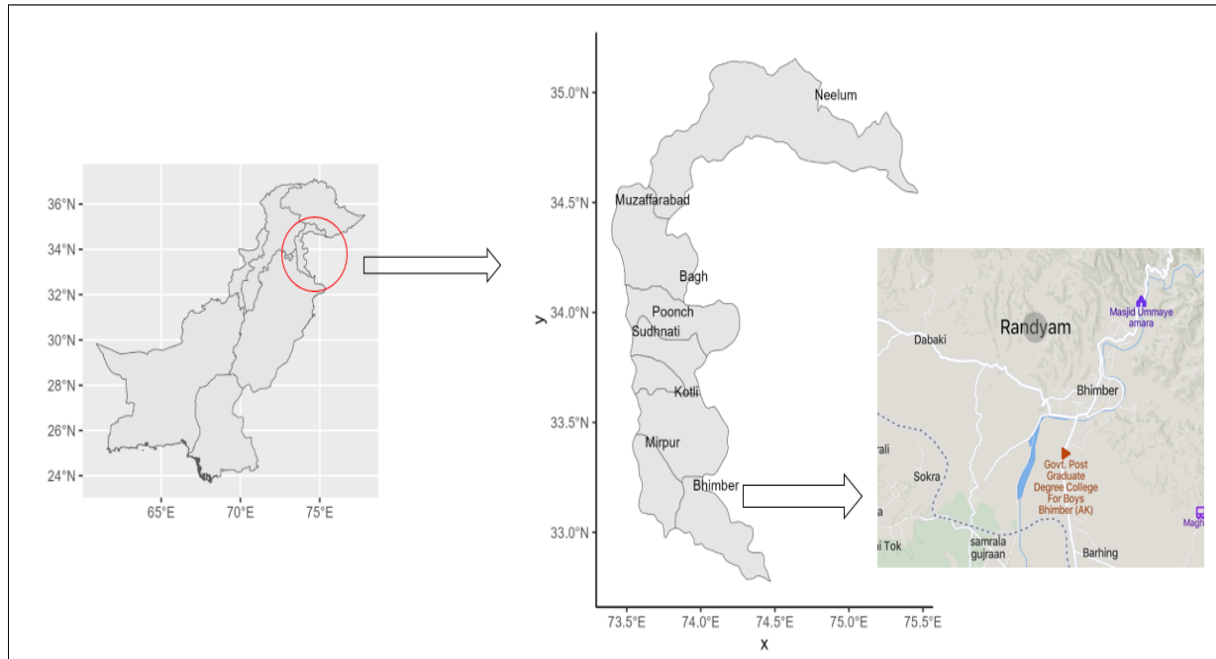 36°N
34°N
32°N
30°N
28°N
26°N
24°N
65°E
70°E
75°E
y
35.0°N
34.5°N
34.0°N
33.5°N
33.0°N
Neelum
Muzaffarabad
Bagh
Poonch
Sudhnati
Kotli
Mirpur
Bhimber
73.5°E
74.0°E
74.5°E
75.0°E
75.5°E
x
Masjid Ummaye
amara
Randyam
Dabaki
Bhimber
rali
Govt. Post
Graduate
Degree College
For Boys
Bhimber (AK)
Sokra
a
Magh
i Tok
samrala
gujraan
Barhing